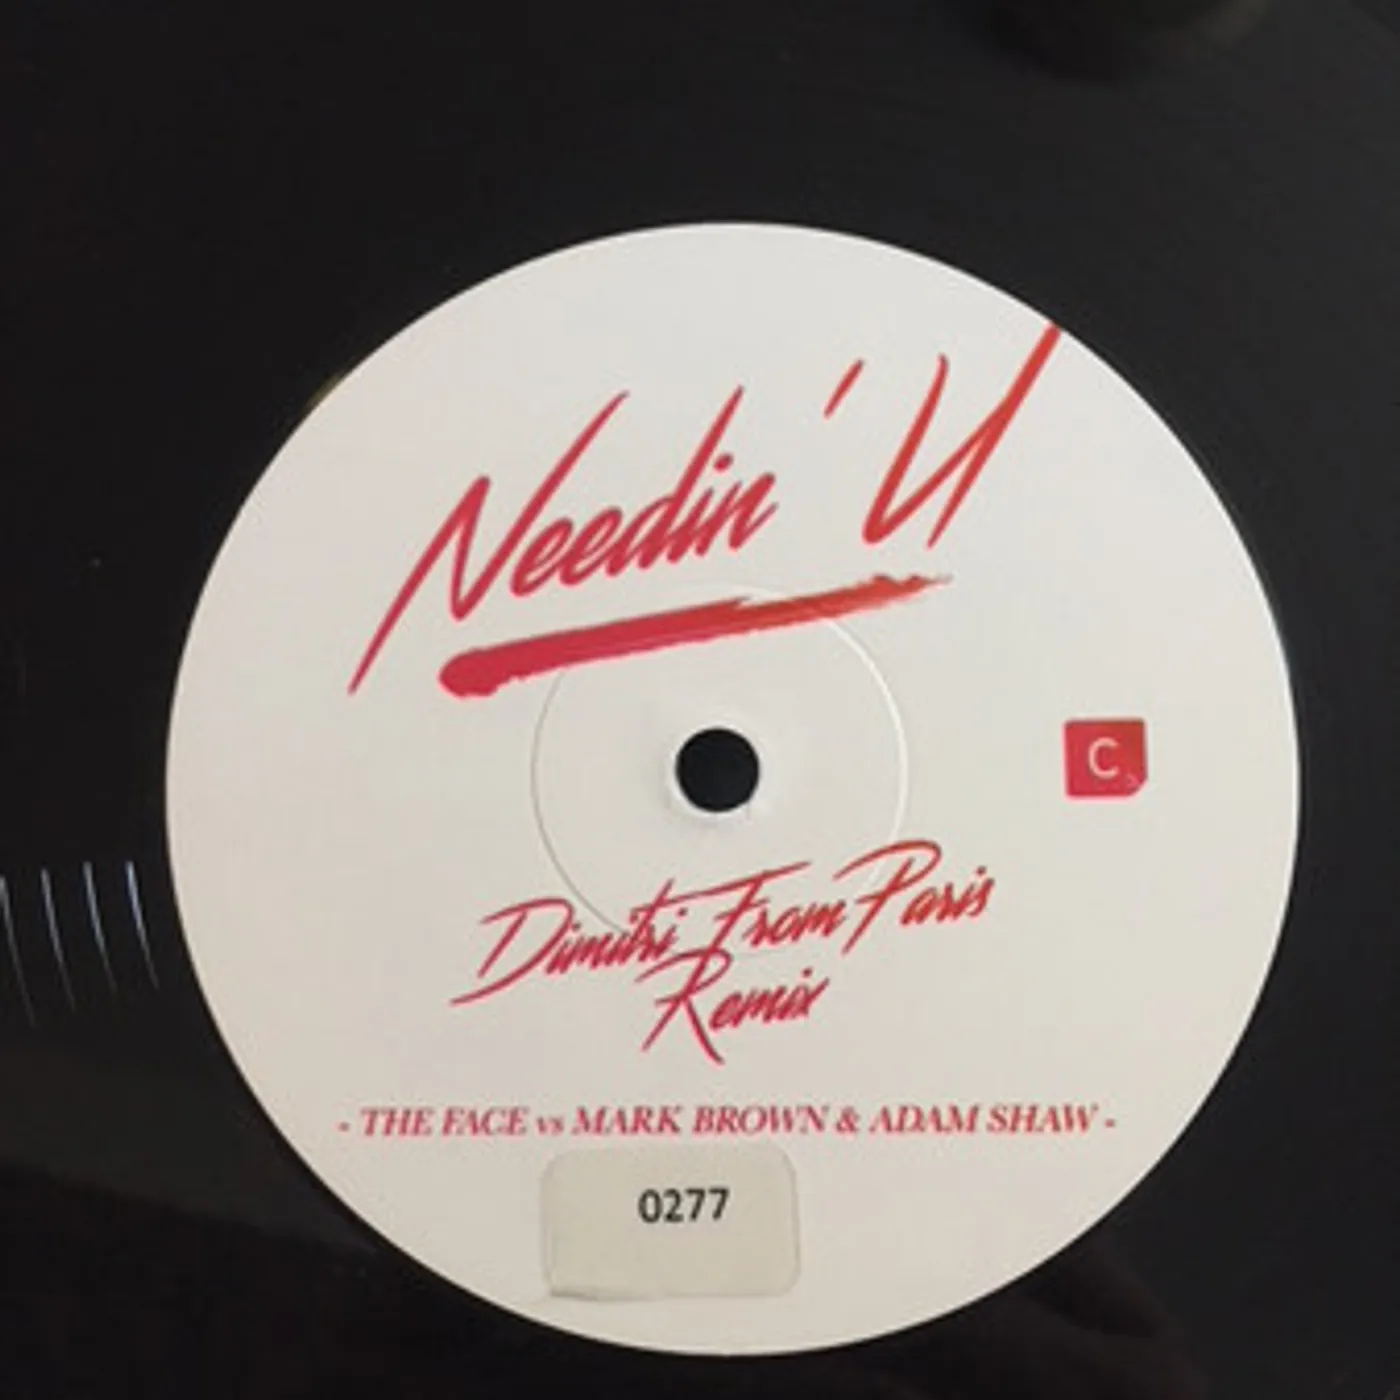 Needin' U
C
Dimitri From Paris
Remix
- THE FACE vs MARK BROWN & ADAM SHAW -
0277